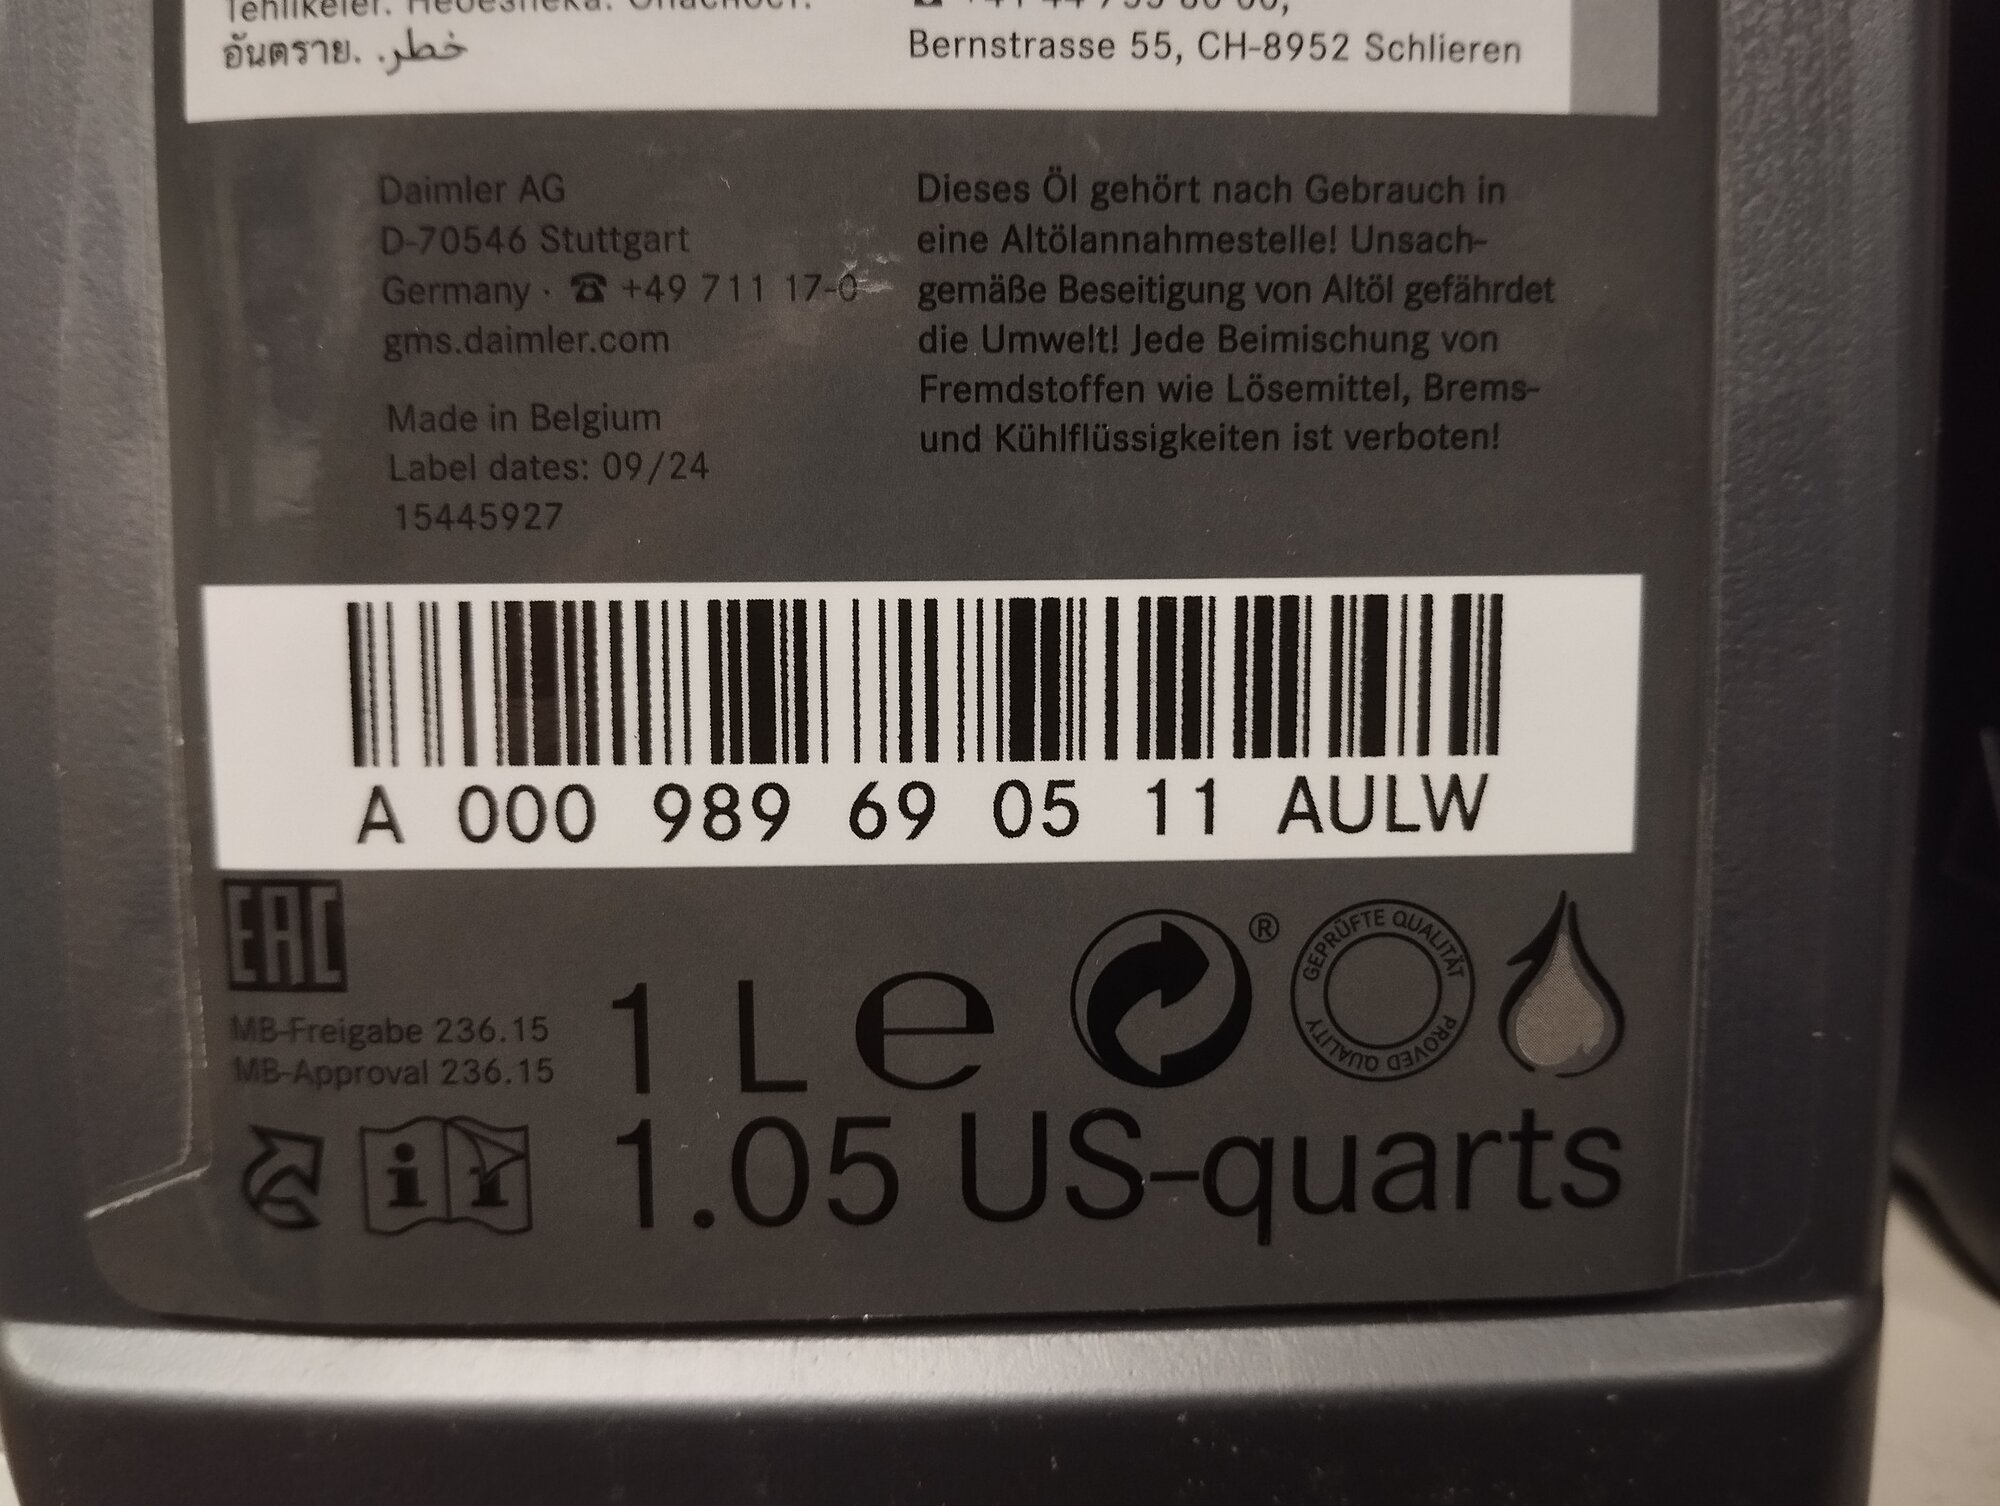 อันตราย. خطر.
Bernstrasse 55, CH-8952 Schlieren
Daimler AG
D-70546 Stuttgart
Germany · ☎ +49 711 17-0
gms.daimler.com
Made in Belgium
Label dates: 09/24
15445927
Dieses Öl gehört nach Gebrauch in
eine Altölannahmestelle! Unsach-
gemäße Beseitigung von Altöl gefährdet
die Umwelt! Jede Beimischung von
Fremdstoffen wie Lösemittel, Brems-
und Kühlflüssigkeiten ist verboten!
A 000 989 69 05 11 AULW
EAC
MB-Freigabe 236.15
MB-Approval 236.15
1 L e
®
GEPRÜFTE QUALITÄT
PROVED QUALITY
i i
1.05 US-quarts